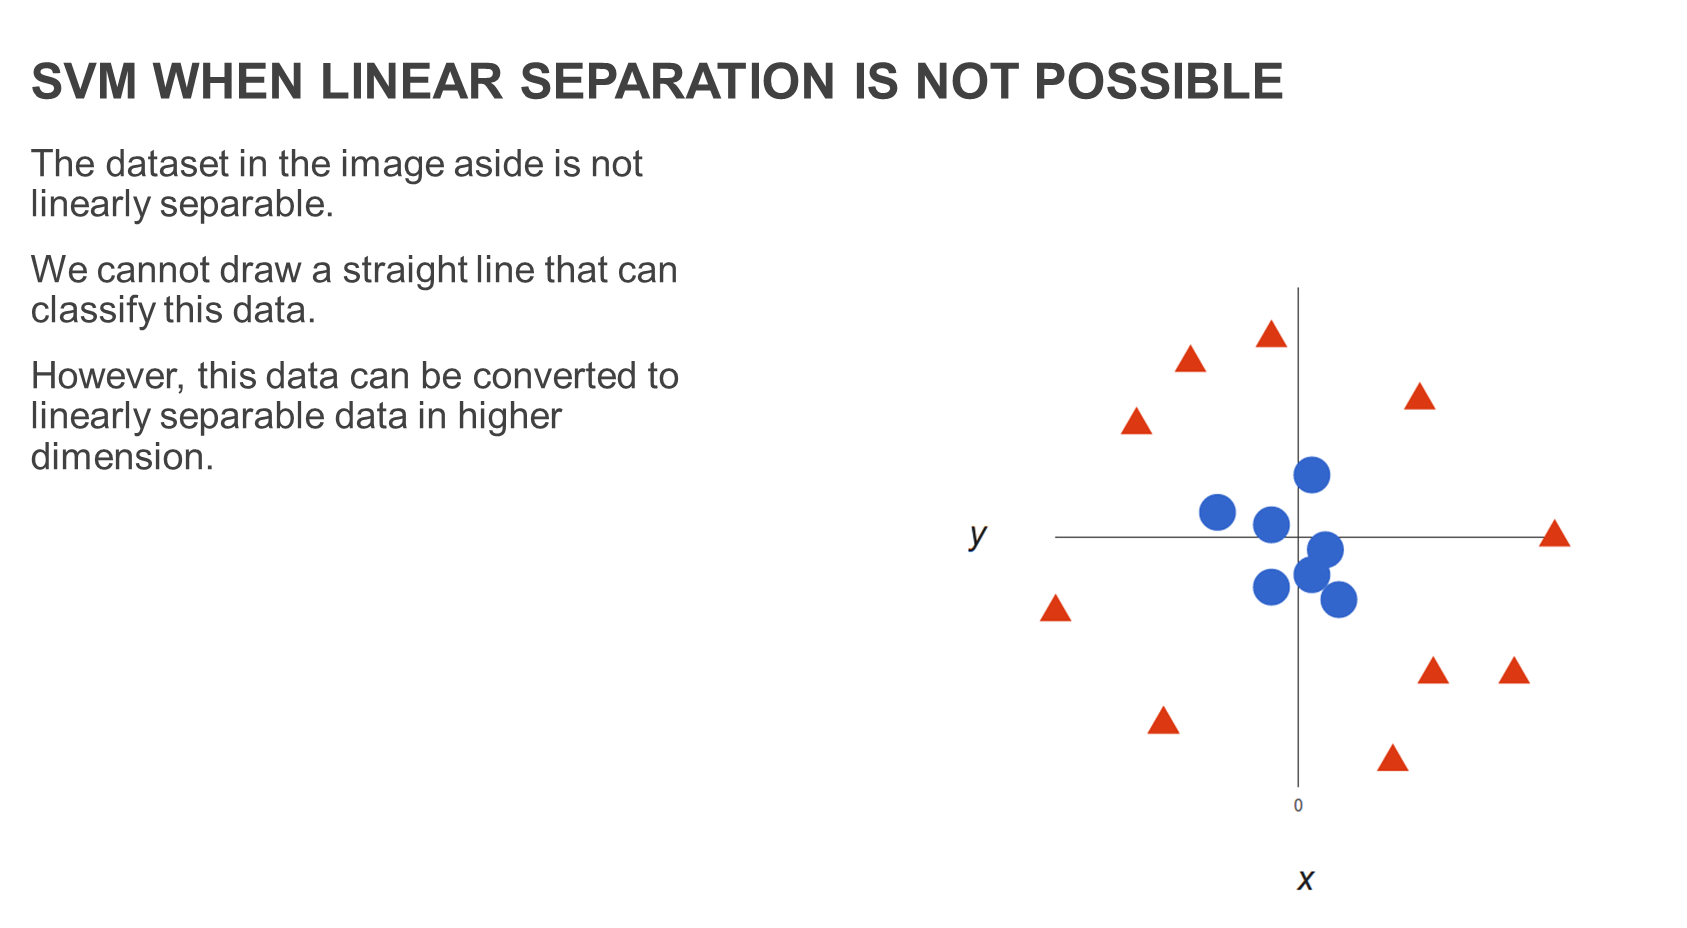 SVM WHEN LINEAR SEPARATION IS NOT POSSIBLE
The dataset in the image aside is not
linearly separable.
We cannot draw a straight line that can
classify this data.
However, this data can be converted to
linearly separable data in higher
dimension.
y
0
x